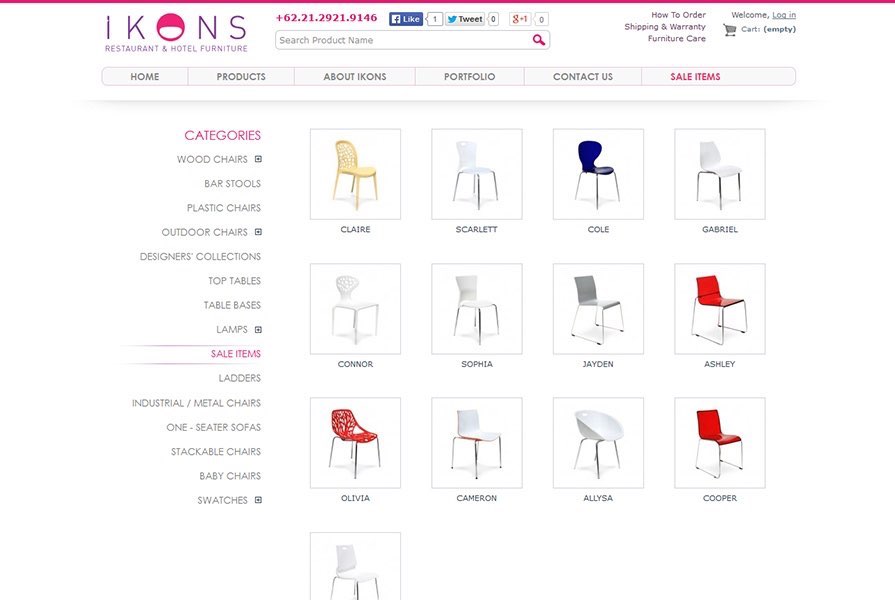 iKONS
RESTAURANT & HOTEL FURNITURE
+62.21.2921.9146
Like 1
Tweet 0
g+1 0
Search Product Name
How To Order
Shipping & Warranty
Furniture Care
Welcome, Log in
Cart: (empty)
HOME PRODUCTS ABOUT IKONS PORTFOLIO CONTACT US SALE ITEMS
CATEGORIES
WOOD CHAIRS
BAR STOOLS
PLASTIC CHAIRS
OUTDOOR CHAIRS
DESIGNERS' COLLECTIONS
TOP TABLES
TABLE BASES
LAMPS
SALE ITEMS
LADDERS
INDUSTRIAL / METAL CHAIRS
ONE - SEATER SOFAS
STACKABLE CHAIRS
BABY CHAIRS
SWATCHES
CLAIRE SCARLETT COLE GABRIEL
CONNOR SOPHIA JAYDEN ASHLEY
OLIVIA CAMERON ALLYSA COOPER